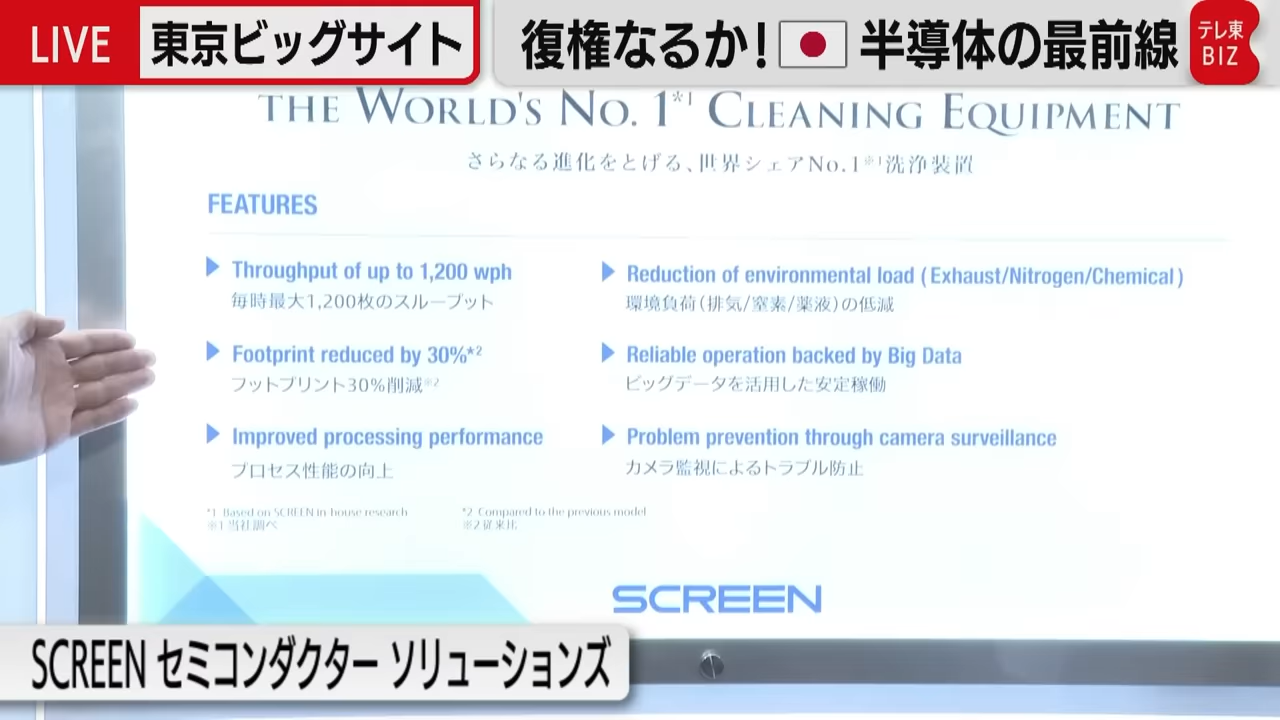 LIVE 東京ビッグサイト
復権なるか! 半導体の最前線
テレ東
BIZ
THE WORLD'S NO. 1*1 CLEANING EQUIPMENT
さらなる進化をとげる、世界シェアNo.1※1洗浄装置
FEATURES
Throughput of up to 1,200 wph
毎時最大1,200枚のスループット
Footprint reduced by 30%*2
フットプリント30%削減※2
Improved processing performance
プロセス性能の向上
Reduction of environmental load (Exhaust/Nitrogen/Chemical)
環境負荷(排気/窒素/薬液)の低減
Reliable operation backed by Big Data
ビッグデータを活用した安定稼働
Problem prevention through camera surveillance
カメラ監視によるトラブル防止
*1 Based on SCREEN in-house research
※1 当社調べ
*2 Compared to the previous model
※2 従来比
SCREEN
SCREEN セミコンダクター ソリューションズ